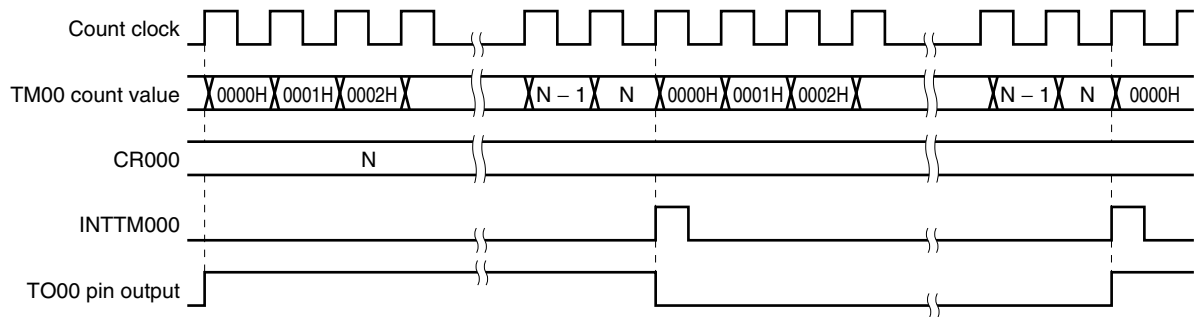 Count clock
TM00 count value 0000H 0001H 0002H N – 1 N 0000H 0001H 0002H N – 1 N 0000H
CR000 N
INTTM000
TO00 pin output